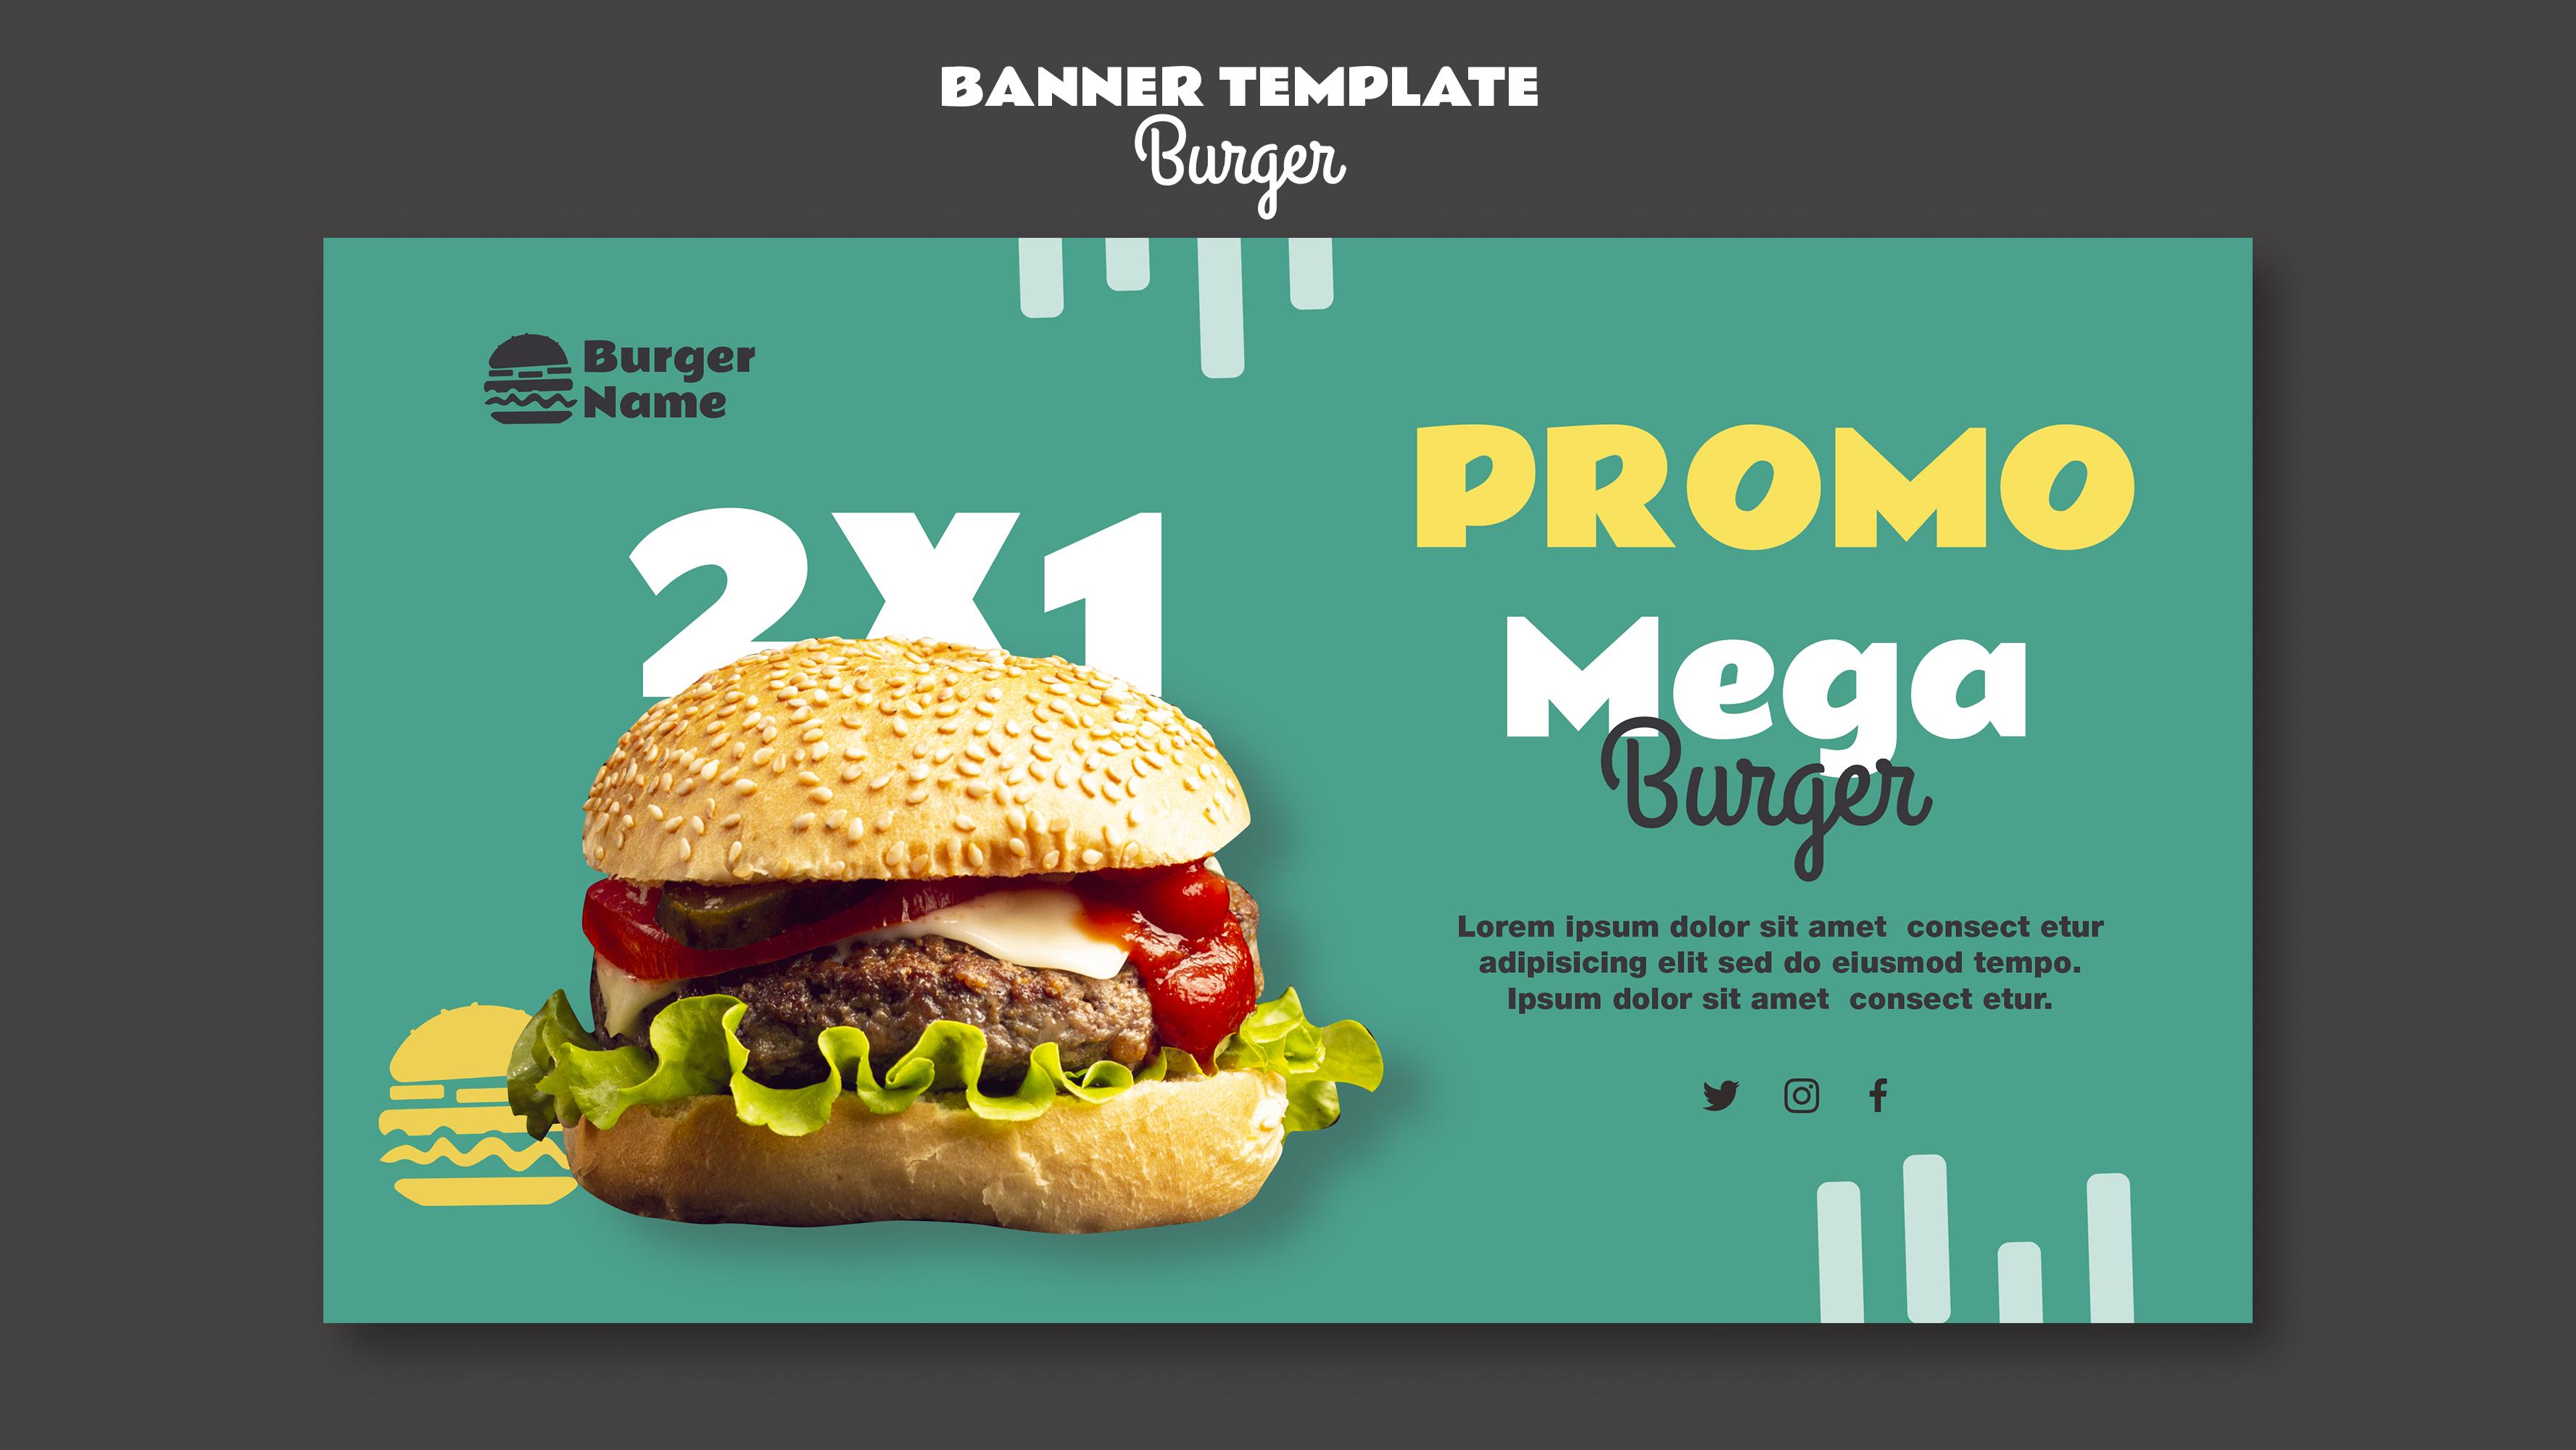 BANNER TEMPLATE
Burger
Burger
Name
2X1
PROMO
Mega
Burger
Lorem ipsum dolor sit amet  consect etur
adipisicing elit sed do eiusmod tempo.
Ipsum dolor sit amet  consect etur.